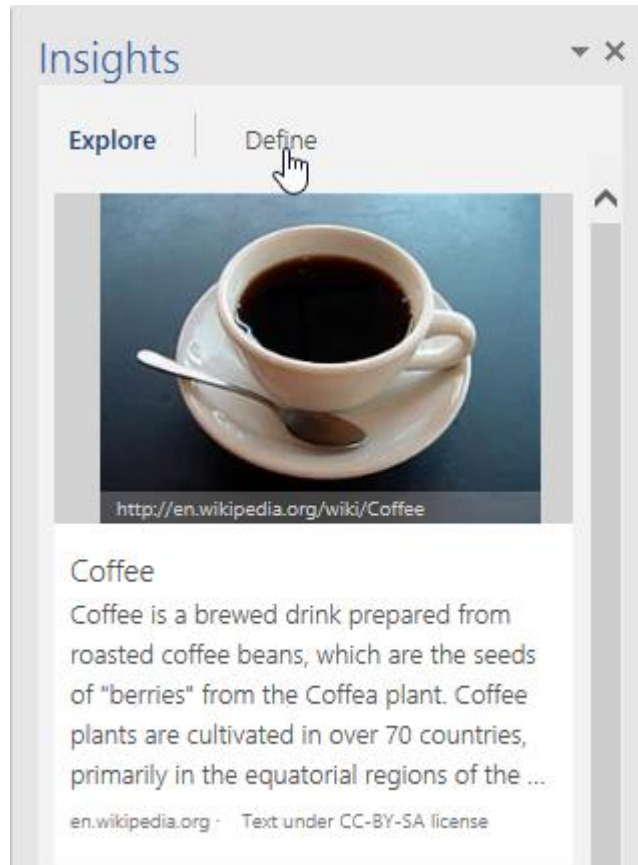 Insights
Explore
Define
http://en.wikipedia.org/wiki/Coffee
Coffee
Coffee is a brewed drink prepared from
roasted coffee beans, which are the seeds
of "berries" from the Coffea plant. Coffee
plants are cultivated in over 70 countries,
primarily in the equatorial regions of the ...
en.wikipedia.org · Text under CC-BY-SA license